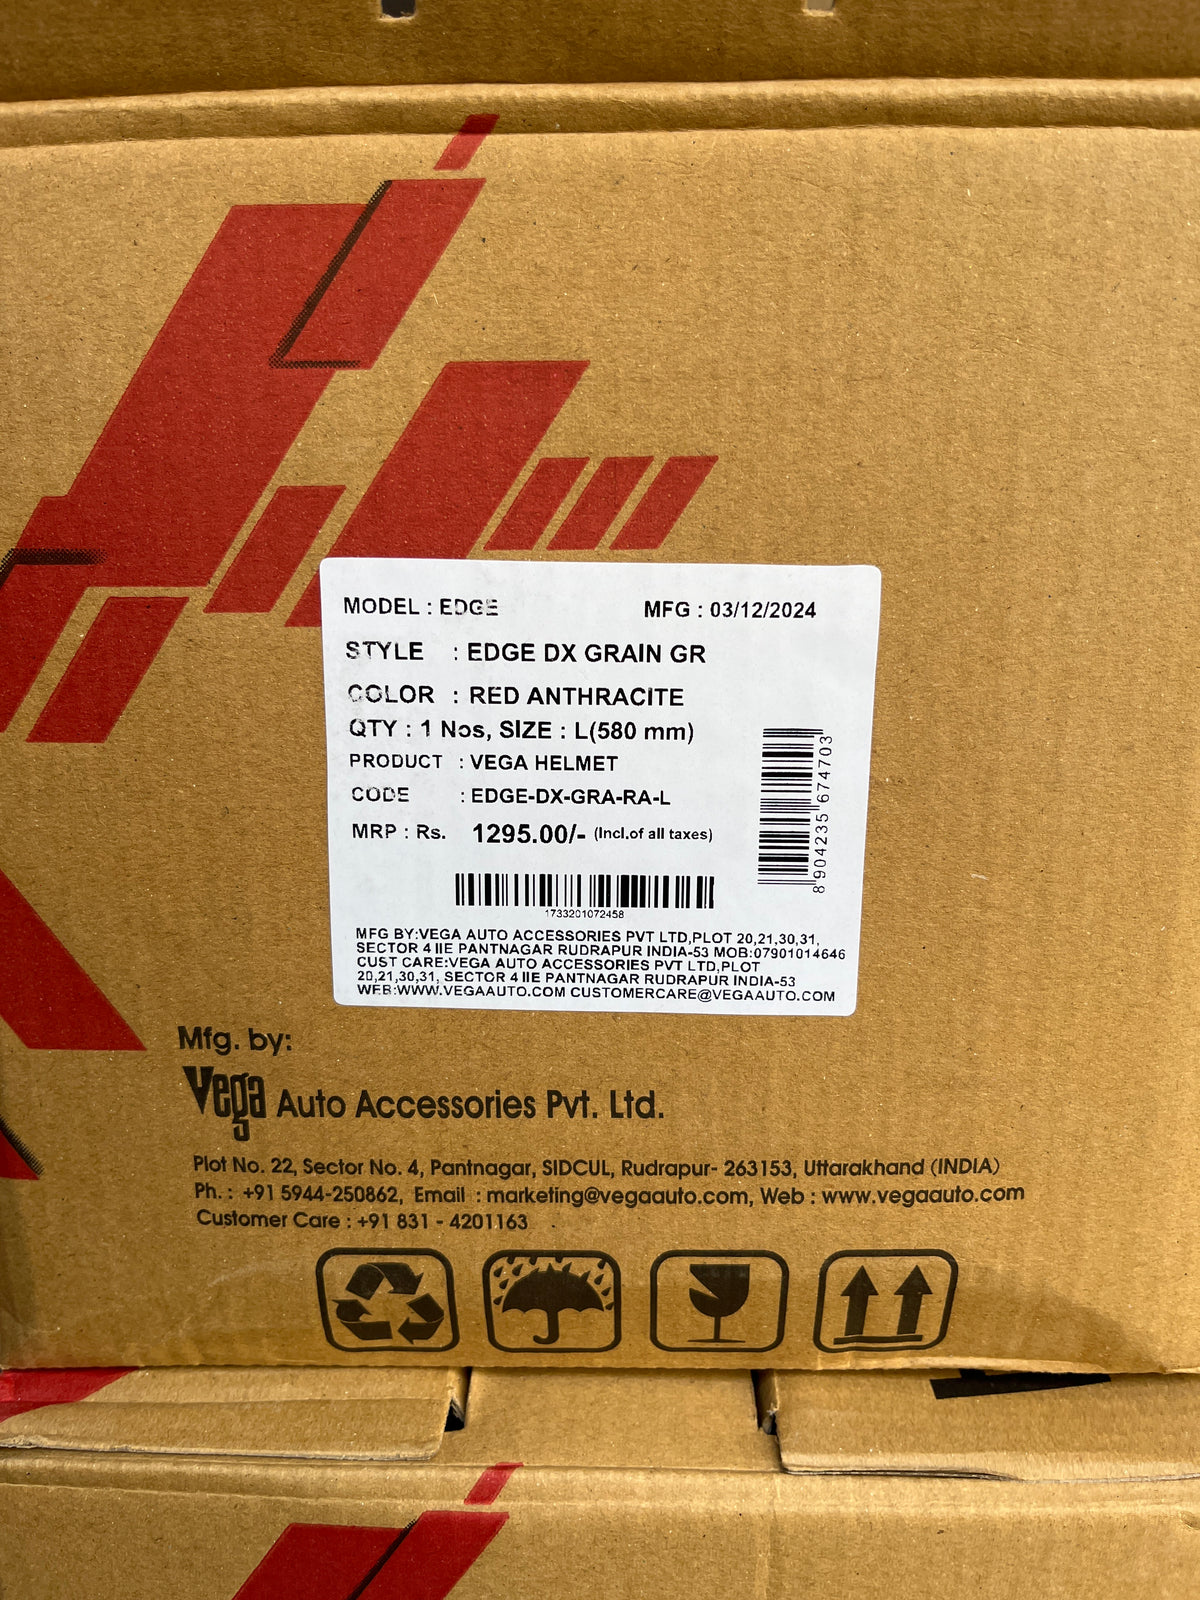 MODEL : EDGE MFG : 03/12/2024
STYLE : EDGE DX GRAIN GR
COLOR : RED ANTHRACITE
QTY : 1 Nos, SIZE : L(580 mm)
PRODUCT : VEGA HELMET
CODE : EDGE-DX-GRA-RA-L
MRP : Rs. 1295.00/- (Incl.of all taxes)
8904235674703
1733201072458
MFG BY:VEGA AUTO ACCESSORIES PVT LTD,PLOT 20,21,30,31,
SECTOR 4 IIE PANTNAGAR RUDRAPUR INDIA-53 MOB:07901014646
CUST CARE:VEGA AUTO ACCESSORIES PVT LTD,PLOT
20,21,30,31, SECTOR 4 IIE PANTNAGAR RUDRAPUR INDIA-53
WEB:WWW.VEGAAUTO.COM CUSTOMERCARE@VEGAAUTO.COM
Mfg. by:
Vega Auto Accessories Pvt. Ltd.
Plot No. 22, Sector No. 4, Pantnagar, SIDCUL, Rudrapur- 263153, Uttarakhand (INDIA)
Ph. : +91 5944-250862, Email : marketing@vegaauto.com, Web : www.vegaauto.com
Customer Care : +91 831 - 4201163